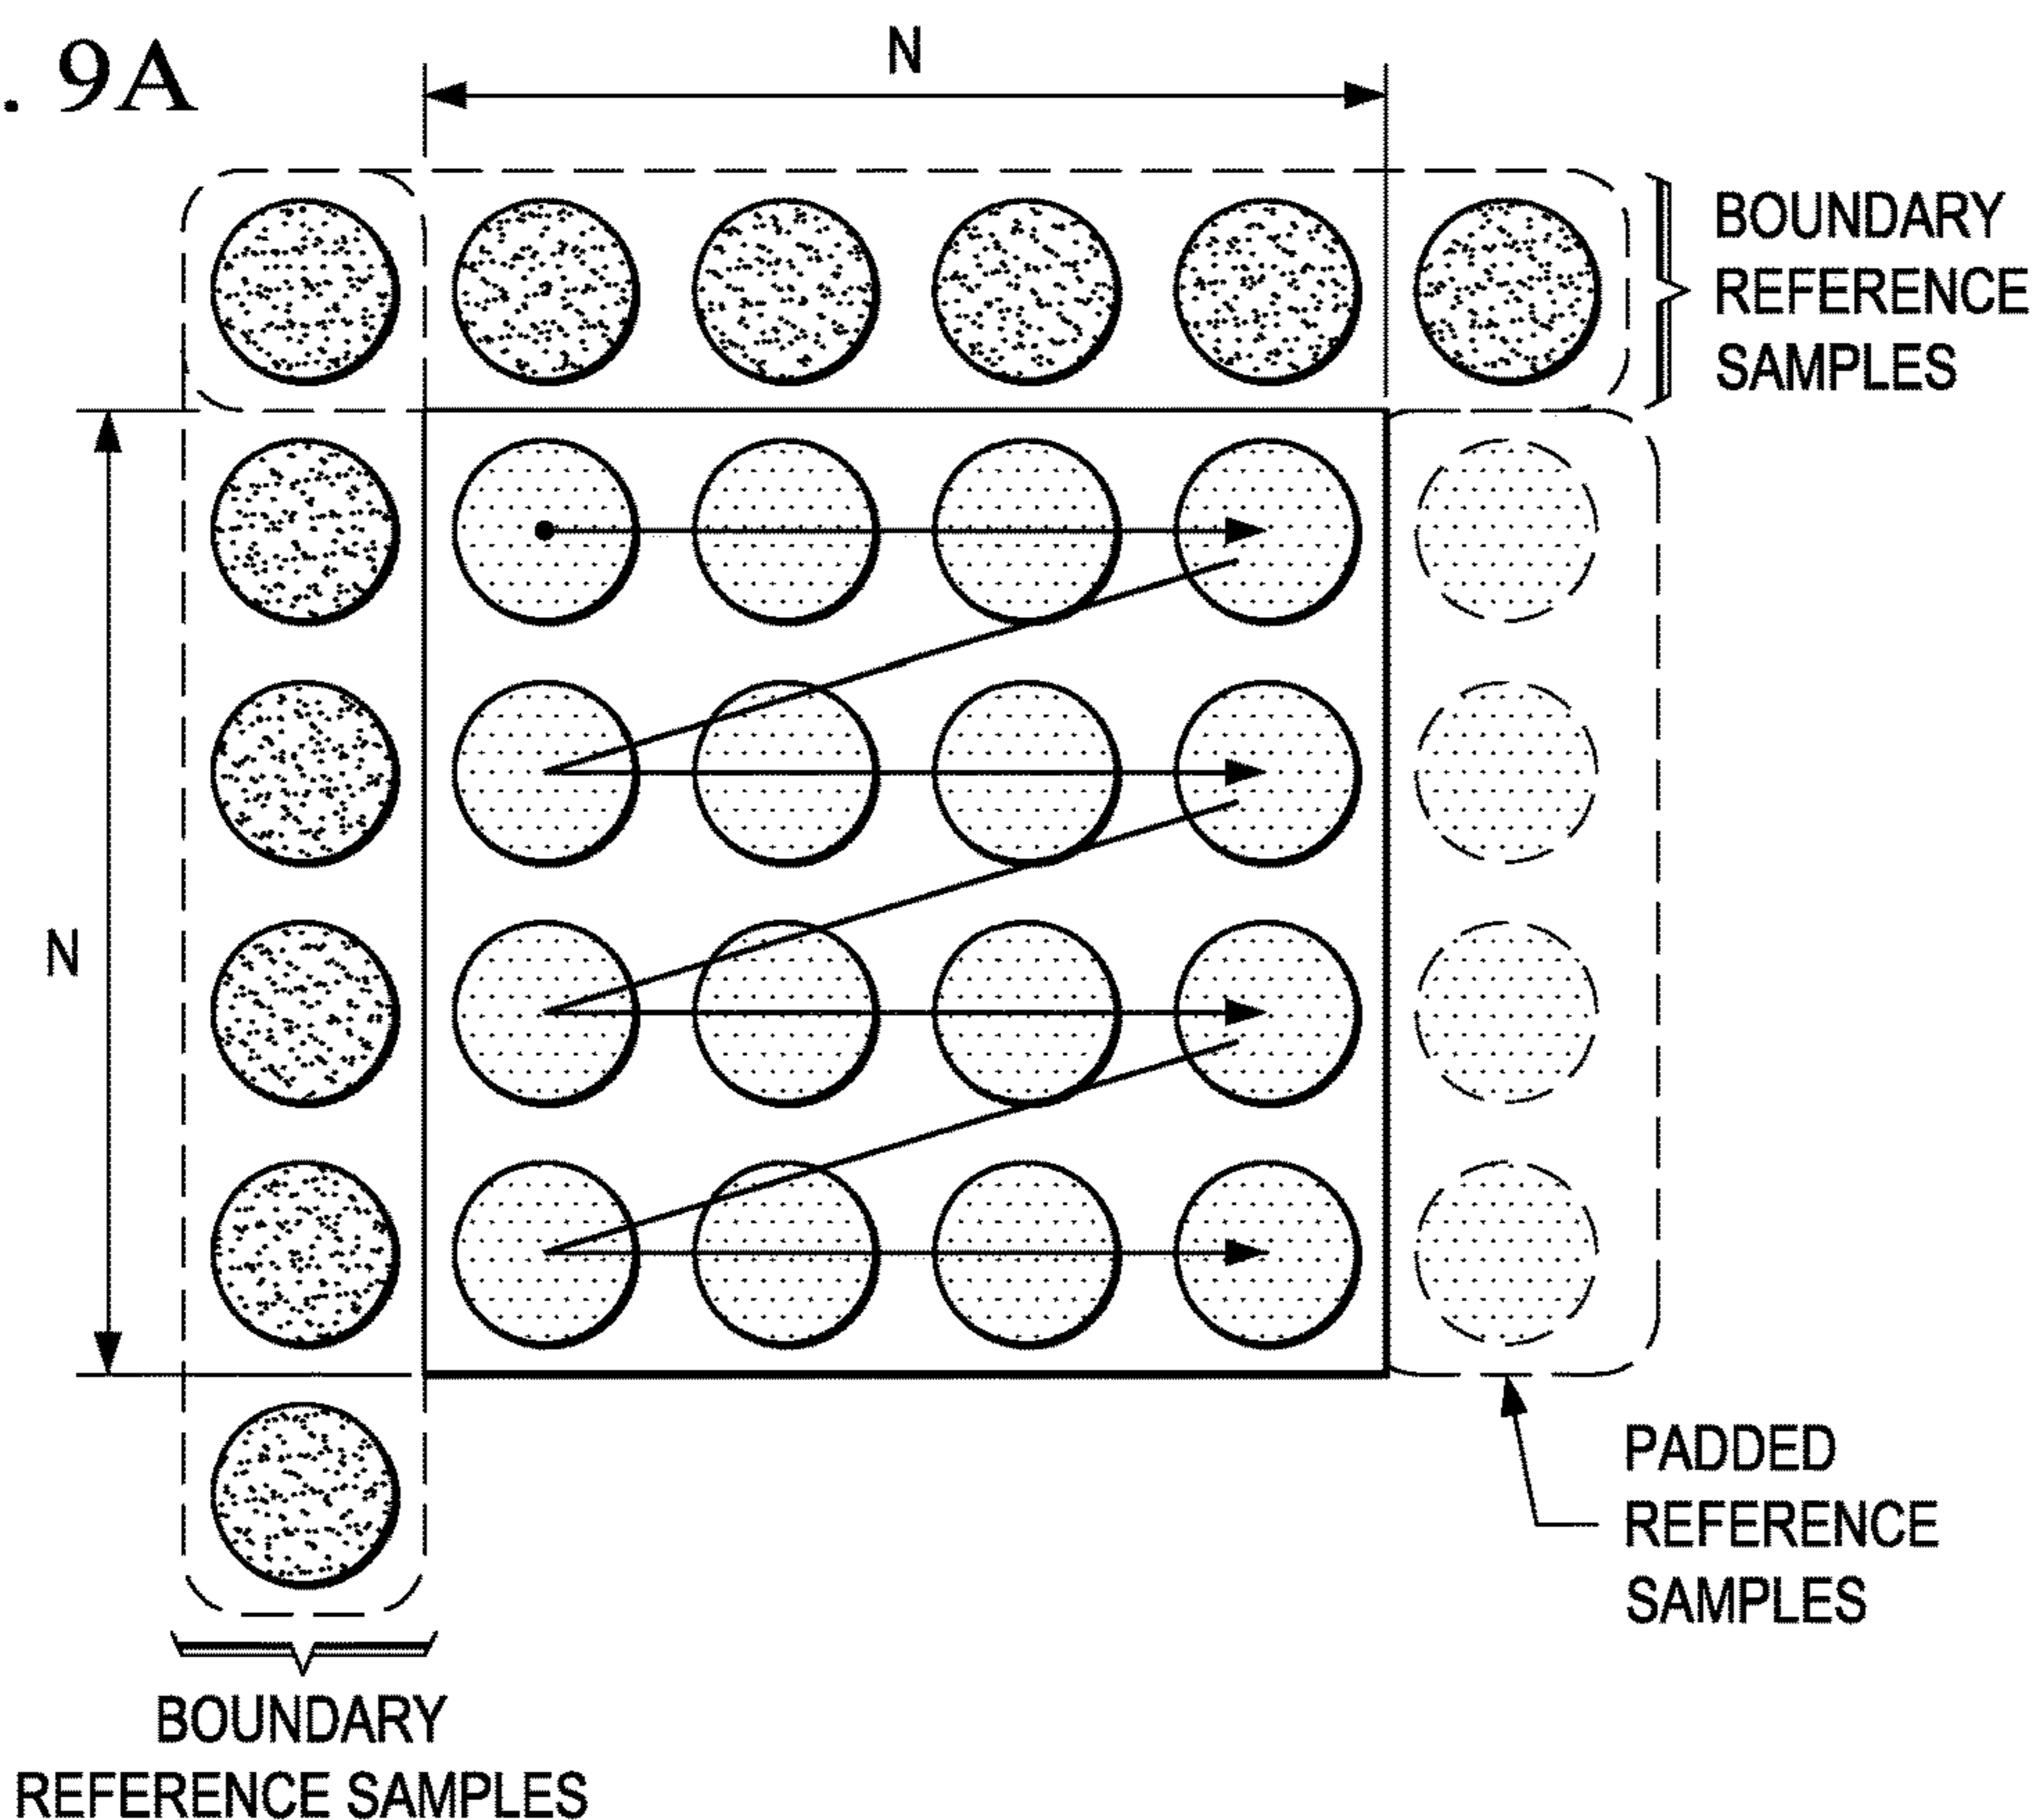 . 9A
N
BOUNDARY
REFERENCE
SAMPLES
N
PADDED
REFERENCE
SAMPLES
BOUNDARY
REFERENCE SAMPLES